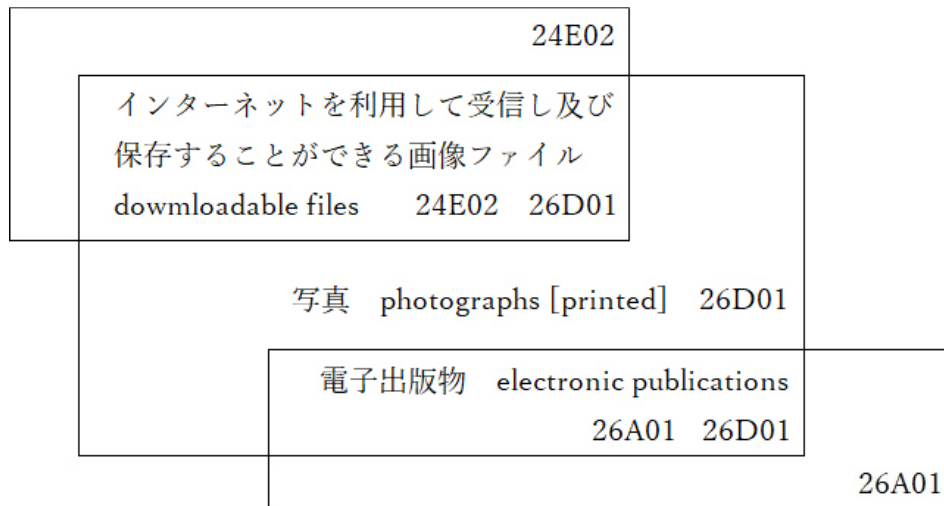 24E02
インターネットを利用して受信し及び
保存することができる画像ファイル
dowmloadable files 24E02 26D01
写真 photographs [printed] 26D01
電子出版物 electronic publications
26A01 26D01
26A01